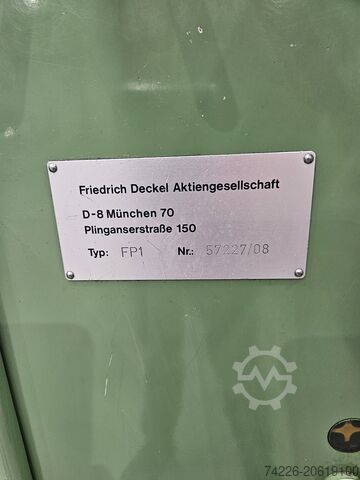 Friedrich Deckel Aktiengesellschaft
D-8 München 70
Plinganserstraße 150
Typ: FP1 Nr.: 57227/08
74226-20619100